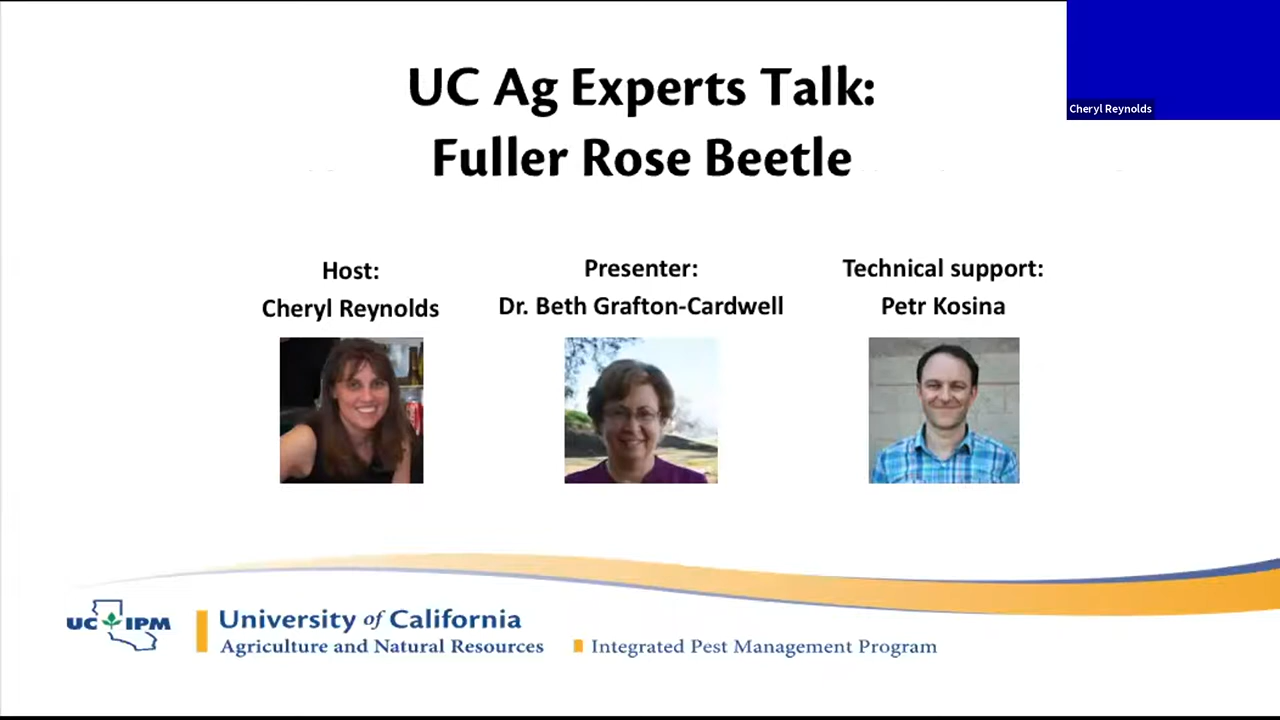 UC Ag Experts Talk:
Fuller Rose Beetle
Cheryl Reynolds
Host:
Cheryl Reynolds
Presenter:
Dr. Beth Grafton-Cardwell
Technical support:
Petr Kosina
UC IPM
University of California
Agriculture and Natural Resources
Integrated Pest Management Program